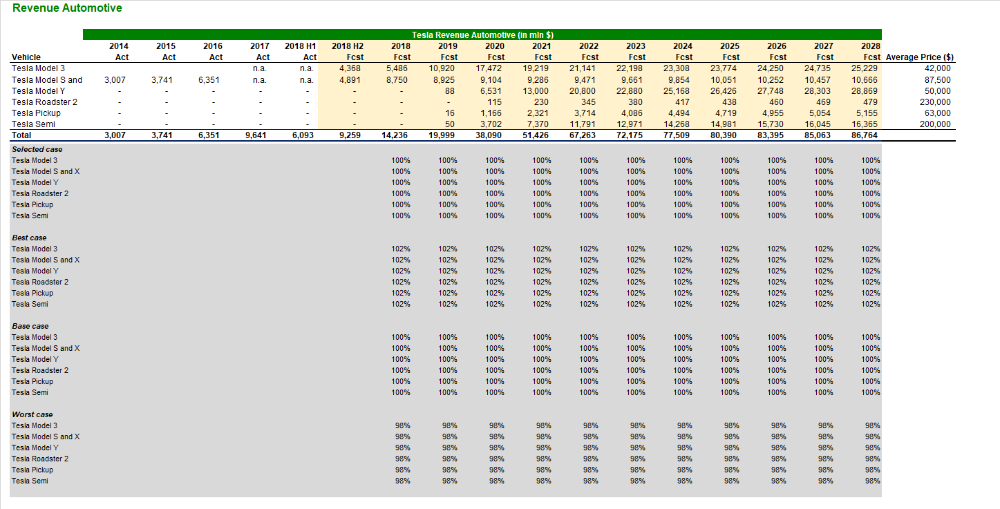 Revenue Automotive
Tesla Revenue Automotive (in mln $)
2014 2015 2016 2017 2018 H1 2018 H2 2018 2019 2020 2021 2022 2023 2024 2025 2026 2027 2028
Vehicle Act Act Act Act Act Fcst Fcst Fcst Fcst Fcst Fcst Fcst Fcst Fcst Fcst Fcst Fcst Average Price ($)
Tesla Model 3 n.a. n.a. 4,368 5,486 10,920 17,472 19,219 21,141 22,198 23,308 23,774 24,250 24,735 25,229 42,000
Tesla Model S and 3,007 3,741 6,351 n.a. n.a. 4,891 8,750 8,925 9,104 9,286 9,471 9,661 9,854 10,051 10,252 10,457 10,666 87,500
Tesla Model Y - - - - - - - 88 6,531 13,000 20,800 22,880 25,168 26,426 27,748 28,303 28,869 50,000
Tesla Roadster 2 - - - - - - - - 115 230 345 380 417 438 460 469 479 230,000
Tesla Pickup - - - - - - - 16 1,166 2,321 3,714 4,086 4,494 4,719 4,955 5,054 5,155 63,000
Tesla Semi - - - - - - - 50 3,702 7,370 11,791 12,971 14,268 14,981 15,730 16,045 16,365 200,000
Total 3,007 3,741 6,351 9,641 6,093 9,259 14,236 19,999 38,090 51,426 67,263 72,175 77,509 80,390 83,395 85,063 86,764
Selected case
Tesla Model 3 100% 100% 100% 100% 100% 100% 100% 100% 100% 100% 100%
Tesla Model S and X 100% 100% 100% 100% 100% 100% 100% 100% 100% 100% 100%
Tesla Model Y 100% 100% 100% 100% 100% 100% 100% 100% 100% 100% 100%
Tesla Roadster 2 100% 100% 100% 100% 100% 100% 100% 100% 100% 100% 100%
Tesla Pickup 100% 100% 100% 100% 100% 100% 100% 100% 100% 100% 100%
Tesla Semi 100% 100% 100% 100% 100% 100% 100% 100% 100% 100% 100%
Best case
Tesla Model 3 102% 102% 102% 102% 102% 102% 102% 102% 102% 102% 102%
Tesla Model S and X 102% 102% 102% 102% 102% 102% 102% 102% 102% 102% 102%
Tesla Model Y 102% 102% 102% 102% 102% 102% 102% 102% 102% 102% 102%
Tesla Roadster 2 102% 102% 102% 102% 102% 102% 102% 102% 102% 102% 102%
Tesla Pickup 102% 102% 102% 102% 102% 102% 102% 102% 102% 102% 102%
Tesla Semi 102% 102% 102% 102% 102% 102% 102% 102% 102% 102% 102%
Base case
Tesla Model 3 100% 100% 100% 100% 100% 100% 100% 100% 100% 100% 100%
Tesla Model S and X 100% 100% 100% 100% 100% 100% 100% 100% 100% 100% 100%
Tesla Model Y 100% 100% 100% 100% 100% 100% 100% 100% 100% 100% 100%
Tesla Roadster 2 100% 100% 100% 100% 100% 100% 100% 100% 100% 100% 100%
Tesla Pickup 100% 100% 100% 100% 100% 100% 100% 100% 100% 100% 100%
Tesla Semi 100% 100% 100% 100% 100% 100% 100% 100% 100% 100% 100%
Worst case
Tesla Model 3 98% 98% 98% 98% 98% 98% 98% 98% 98% 98% 98%
Tesla Model S and X 98% 98% 98% 98% 98% 98% 98% 98% 98% 98% 98%
Tesla Model Y 98% 98% 98% 98% 98% 98% 98% 98% 98% 98% 98%
Tesla Roadster 2 98% 98% 98% 98% 98% 98% 98% 98% 98% 98% 98%
Tesla Pickup 98% 98% 98% 98% 98% 98% 98% 98% 98% 98% 98%
Tesla Semi 98% 98% 98% 98% 98% 98% 98% 98% 98% 98% 98%